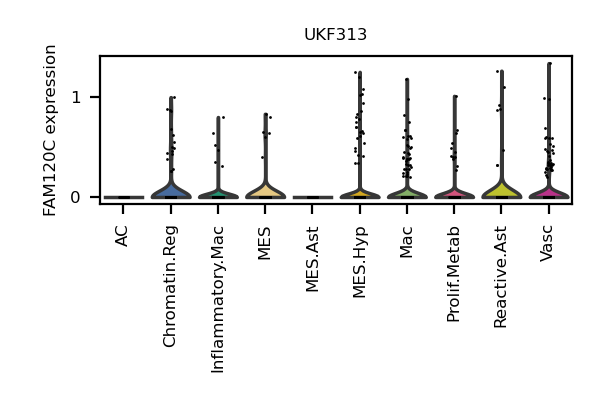 UKF313
FAM120C expression
1
0
AC
Chromatin.Reg
Inflammatory.Mac
MES
MES.Ast
MES.Hyp
Mac
Prolif.Metab
Reactive.Ast
Vasc